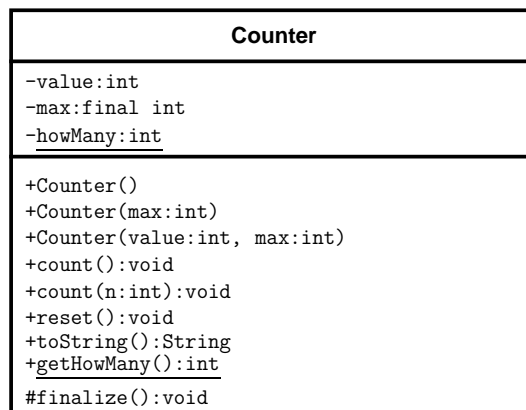 Counter
-value:int
-max:final int
-howMany:int
+Counter()
+Counter(max:int)
+Counter(value:int, max:int)
+count():void
+count(n:int):void
+reset():void
+toString():String
+getHowMany():int
#finalize():void